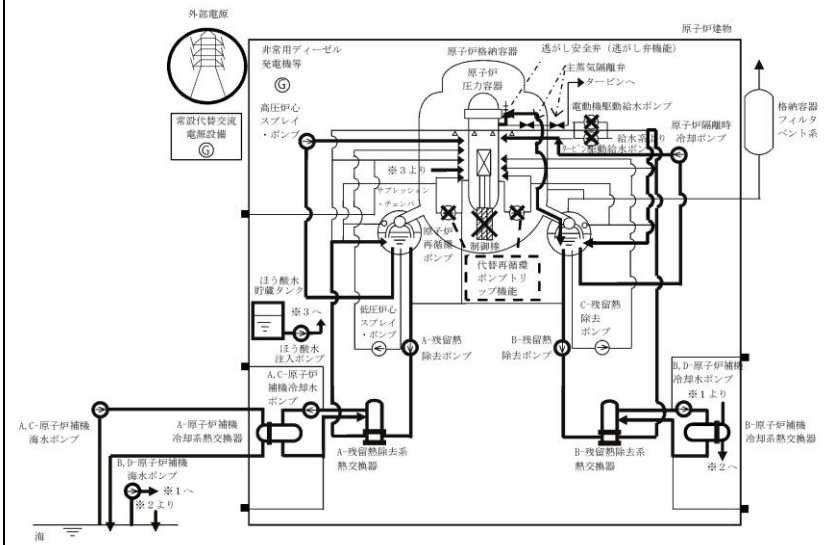 外部電源
原子炉建物
非常用ディーゼル
発電機等
G
原子炉格納容器
原子炉
圧力容器
逃がし安全弁（逃がし弁機能）
主蒸気隔離弁
タービンへ
電動機駆動給水ポンプ
給水系より
タービン駆動給水ポンプ
原子炉隔離時
冷却ポンプ
格納容器
フィルタ
ベント系
常設代替交流
電源設備
G
高圧炉心
スプレイ
・ポンプ
※3より
サプレッション
・チェンバ
原子炉
再循環
ポンプ
制御棒
代替再循環
ポンプトリ
ップ機能
ほう酸水
貯蔵タンク
※3へ
ほう酸水
注入ポンプ
低圧炉心
スプレイ
・ポンプ
A-残留熱
除去ポンプ
B-残留熱
除去ポンプ
C-残留熱
除去
ポンプ
A,C-原子炉
補機冷却水
ポンプ
B,D-原子炉補機
冷却水ポンプ
※1より
A,C-原子炉補機
海水ポンプ
A-原子炉補機
冷却系熱交換器
A-残留熱除去系
熱交換器
B-残留熱除去系
熱交換器
B-原子炉補機
冷却系熱交換器
※2へ
B,D-原子炉補機
海水ポンプ
※1へ
※2より
海